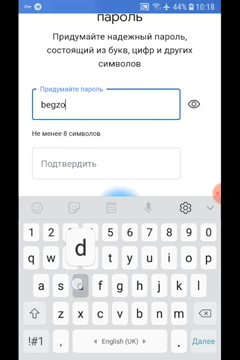 44% 10:18
пароль
Придумайте надежный пароль,
состоящий из букв, цифр и других
символов
Придумайте пароль
begzo
Не менее 8 символов
Подтвердить
1 2 3 4 5 6 7 8 9 0
q w e r t y u i o p
d
a s d f g h j k l
z x c v b n m
!#1 , English (UK) . Далее